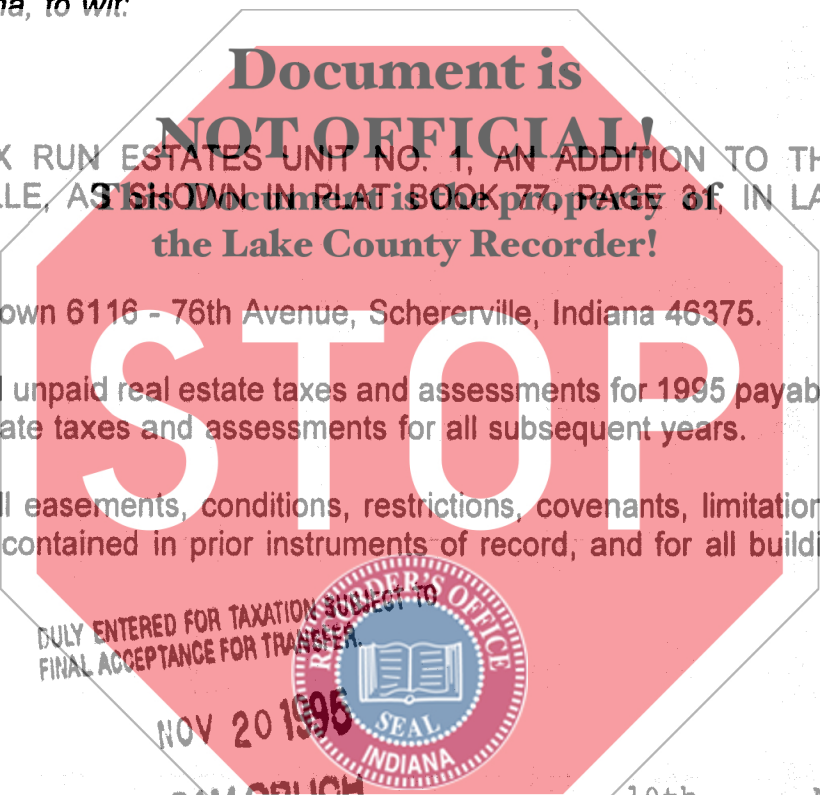 na, to wit:
Document is
NOT OFFICIAL!
X RUN ESTATES UNIT NO. 1, AN ADDITION TO TH
This Document is the property of
LLE, AS SHOWN IN PLAT BOOK 77, PAGE 31, IN LA
the Lake County Recorder!
own 6116 - 76th Avenue, Schererville, Indiana 46375.
STOP
l unpaid real estate taxes and assessments for 1995 payab
ate taxes and assessments for all subsequent years.
ll easements, conditions, restrictions, covenants, limitation
contained in prior instruments of record, and for all buildi
DULY ENTERED FOR TAXATION SUBJECT TO
FINAL ACCEPTANCE FOR TRANSFER.
RECORDER'S OFFICE
NOV 20 1995
SEAL
INDIANA